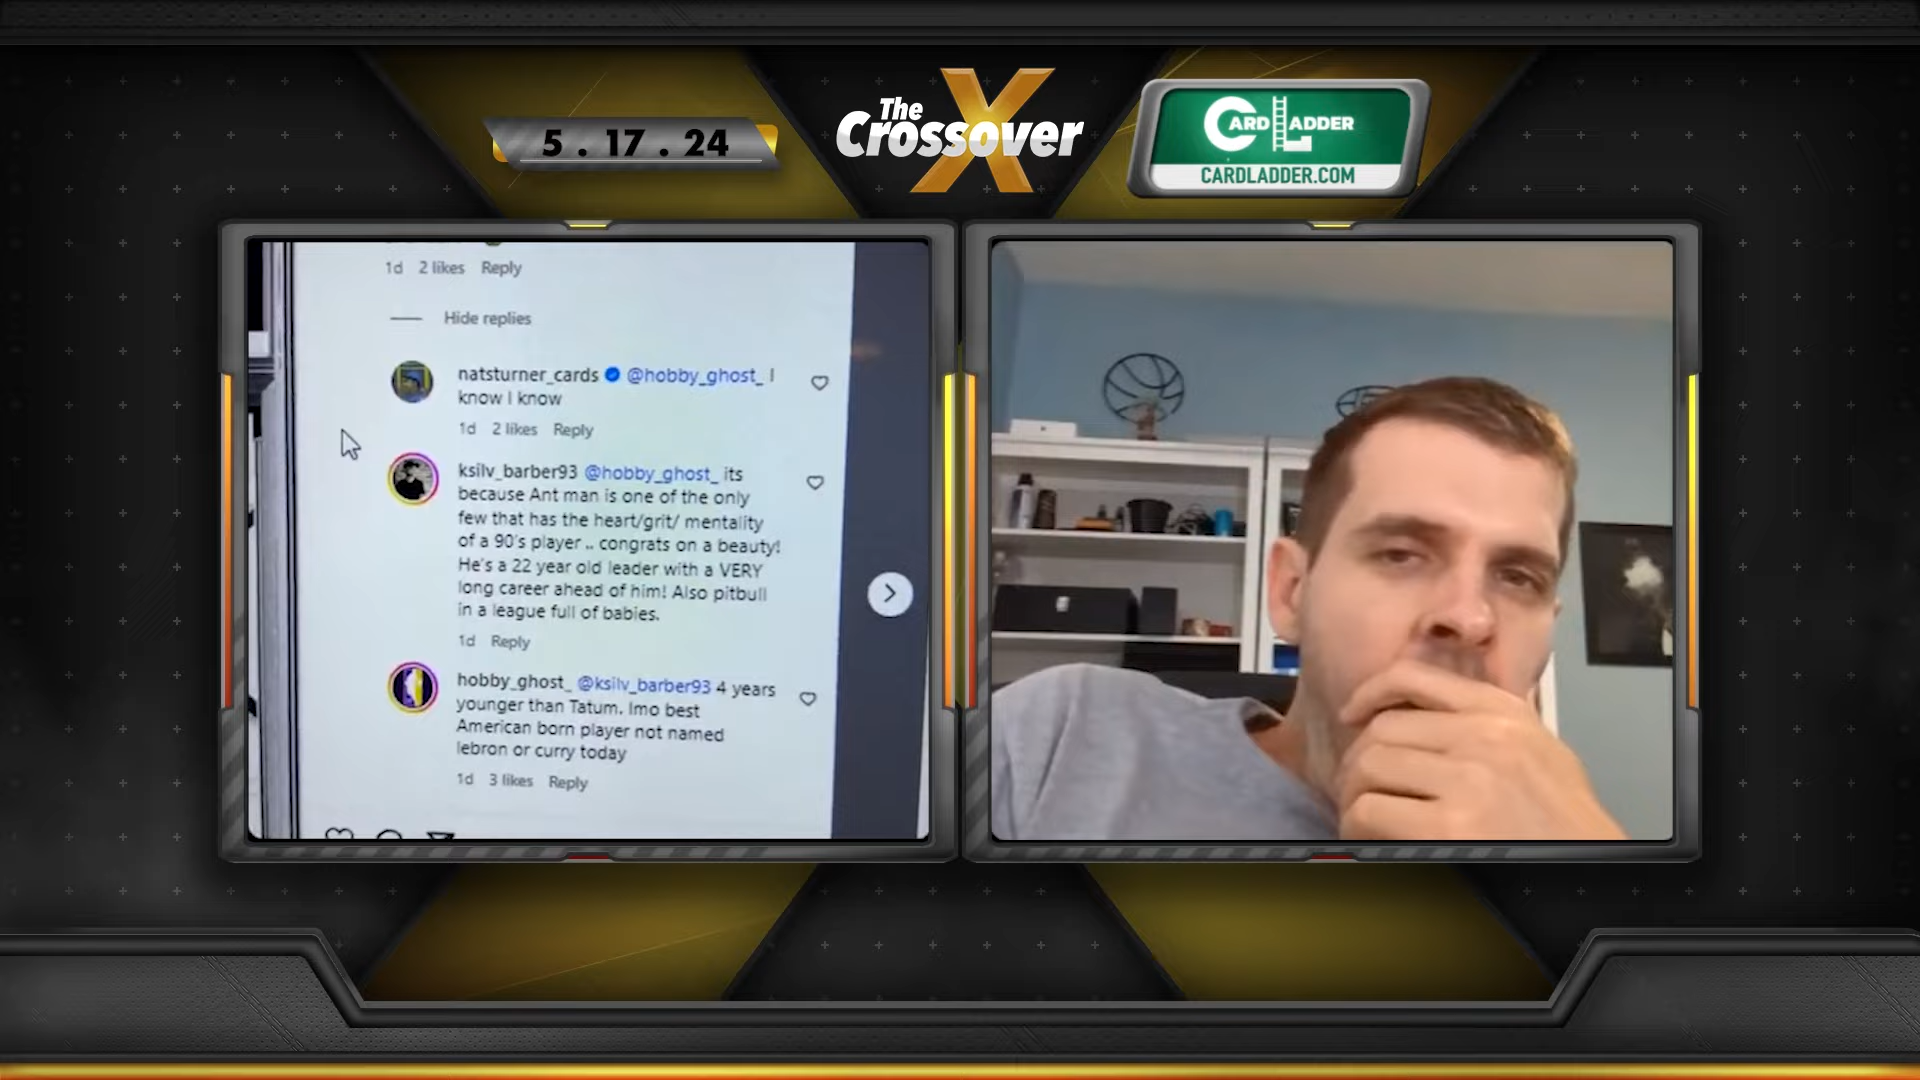 5 . 17 . 24
The
Crossover
X
CARD LADDER
CARDLADDER.COM
1d 2 likes Reply
Hide replies
natsturner_cards @hobby_ghost_ I
know I know
1d 2 likes Reply
ksilv_barber93 @hobby_ghost_ its
because Ant man is one of the only
few that has the heart/grit/ mentality
of a 90's player .. congrats on a beauty!
He's a 22 year old leader with a VERY
long career ahead of him! Also pitbull
in a league full of babies.
1d Reply
hobby_ghost_ @ksilv_barber93 4 years
younger than Tatum. Imo best
American born player not named
lebron or curry today
1d 3 likes Reply